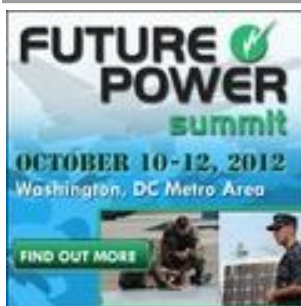 FUTURE
POWER
summit
OCTOBER 10-12, 2012
Washington, DC Metro Area
FIND OUT MORE